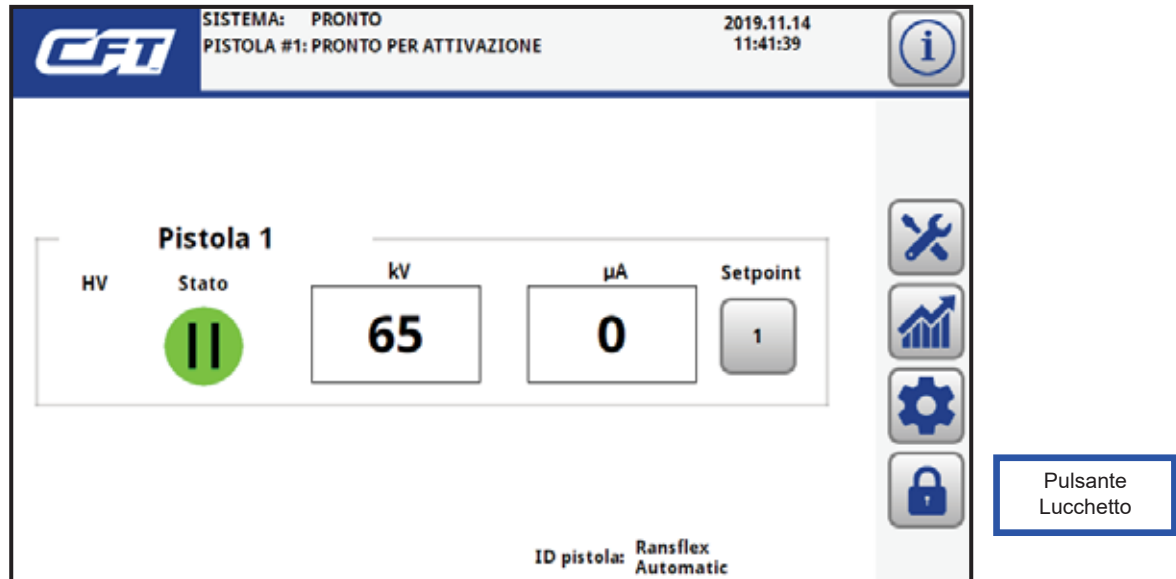 CFT
SISTEMA: PRONTO
PISTOLA #1: PRONTO PER ATTIVAZIONE
2019.11.14
11:41:39
i
Pistola 1
HV
Stato
kV
µA
Setpoint
65
0
1
Pulsante
Lucchetto
ID pistola: Ransflex
Automatic